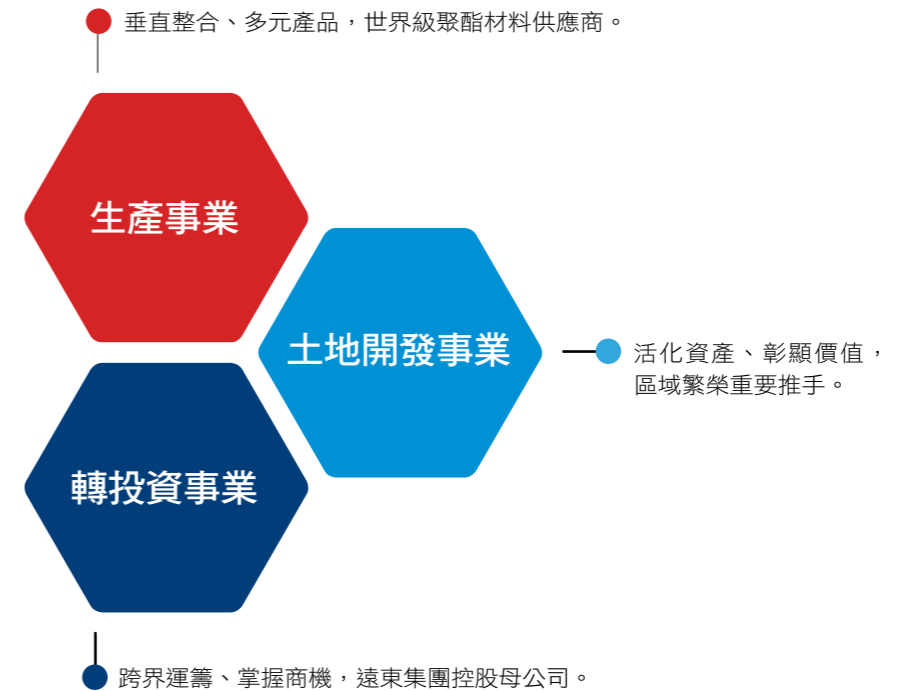 垂直整合、多元產品，世界級聚酯材料供應商。
生產事業
土地開發事業
活化資產、彰顯價值，
區域繁榮重要推手。
轉投資事業
跨界運籌、掌握商機，遠東集團控股母公司。